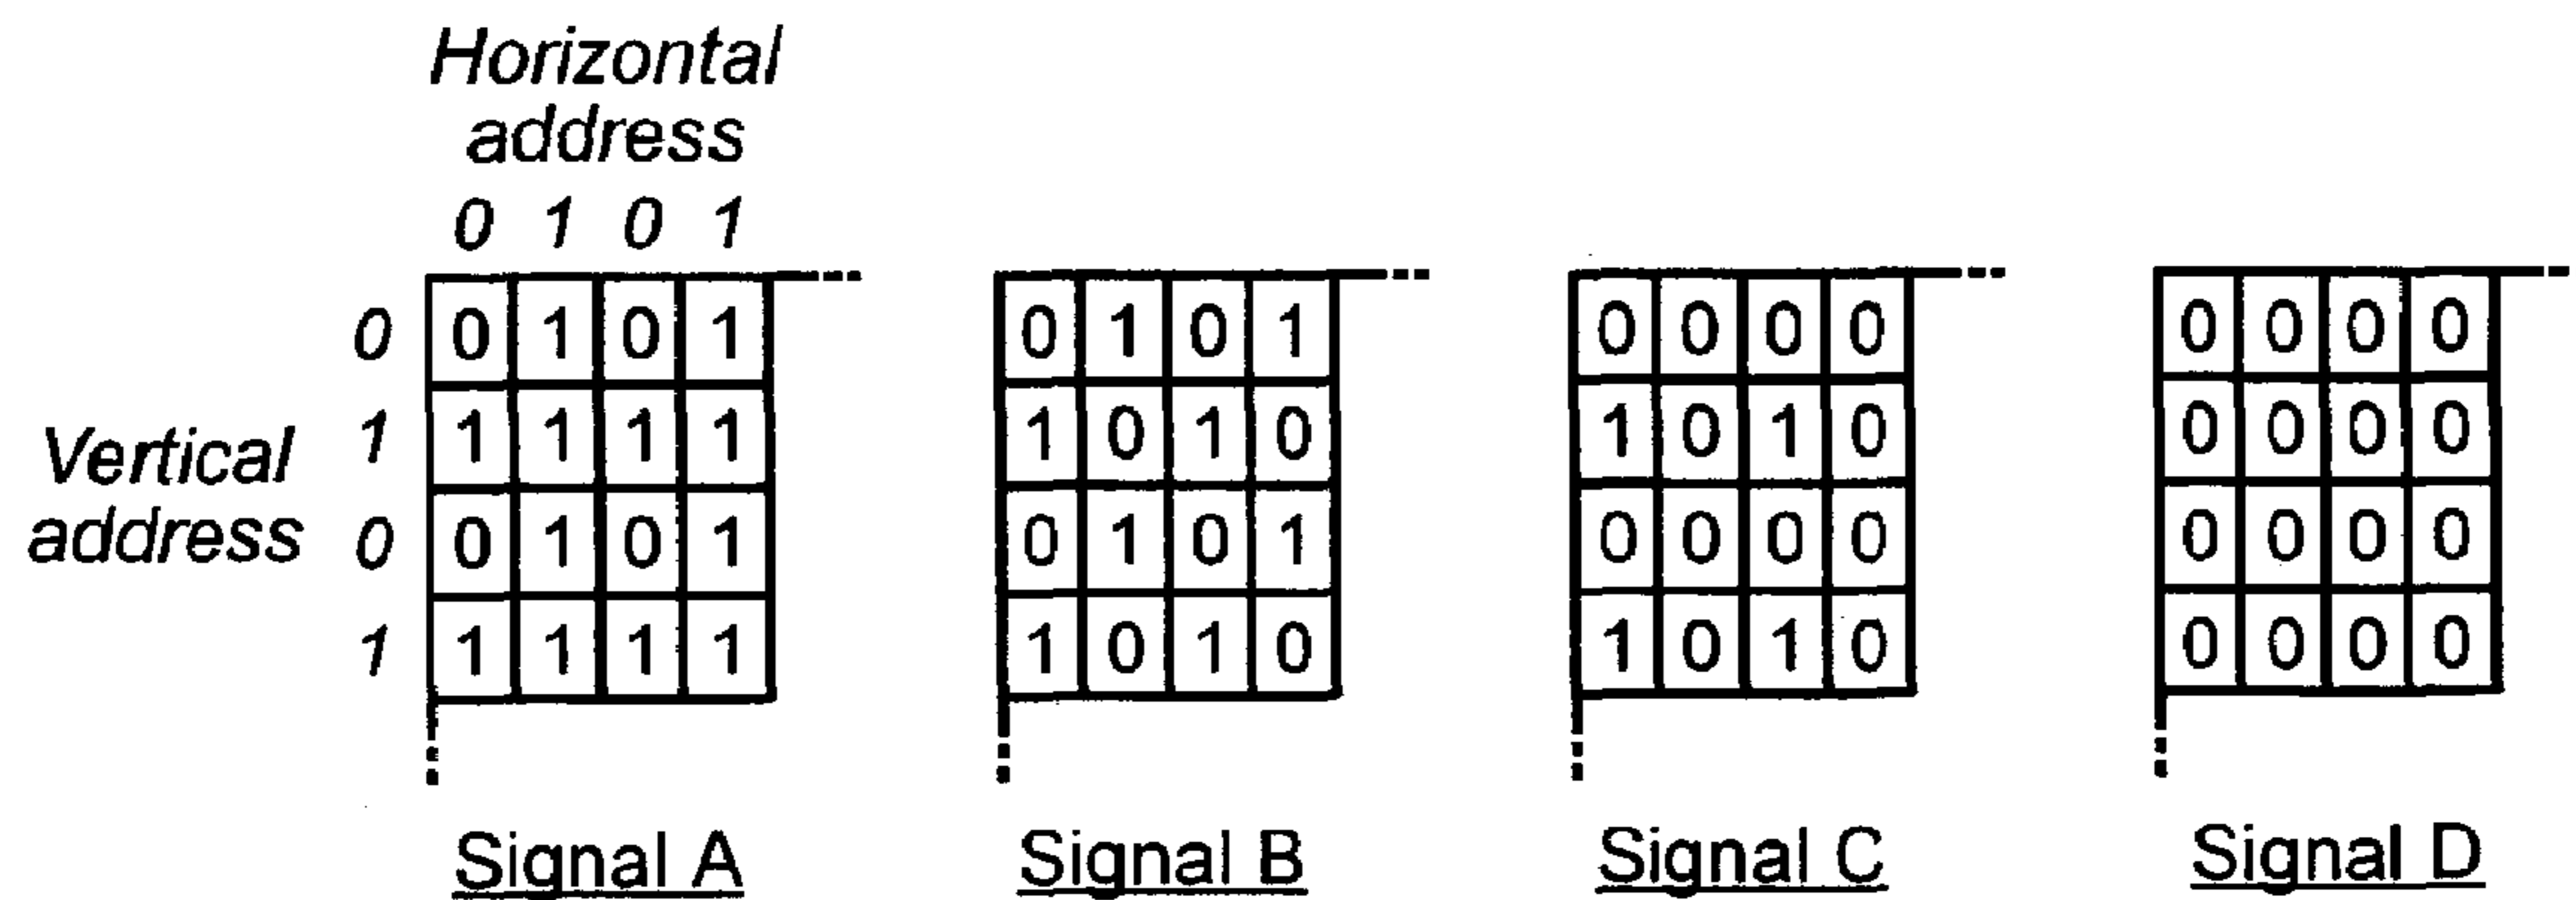 Horizontal
address
0 1 0 1
0 0 1 0 1 0 1 0 1 0 0 0 0 0 0 0 0
1 1 1 1 1 1 0 1 0 1 0 1 0 0 0 0 0
Vertical
address
0 0 1 0 1 0 1 0 1 0 0 0 0 0 0 0 0
1 1 1 1 1 1 0 1 0 1 0 1 0 0 0 0 0
Signal A Signal B Signal C Signal D